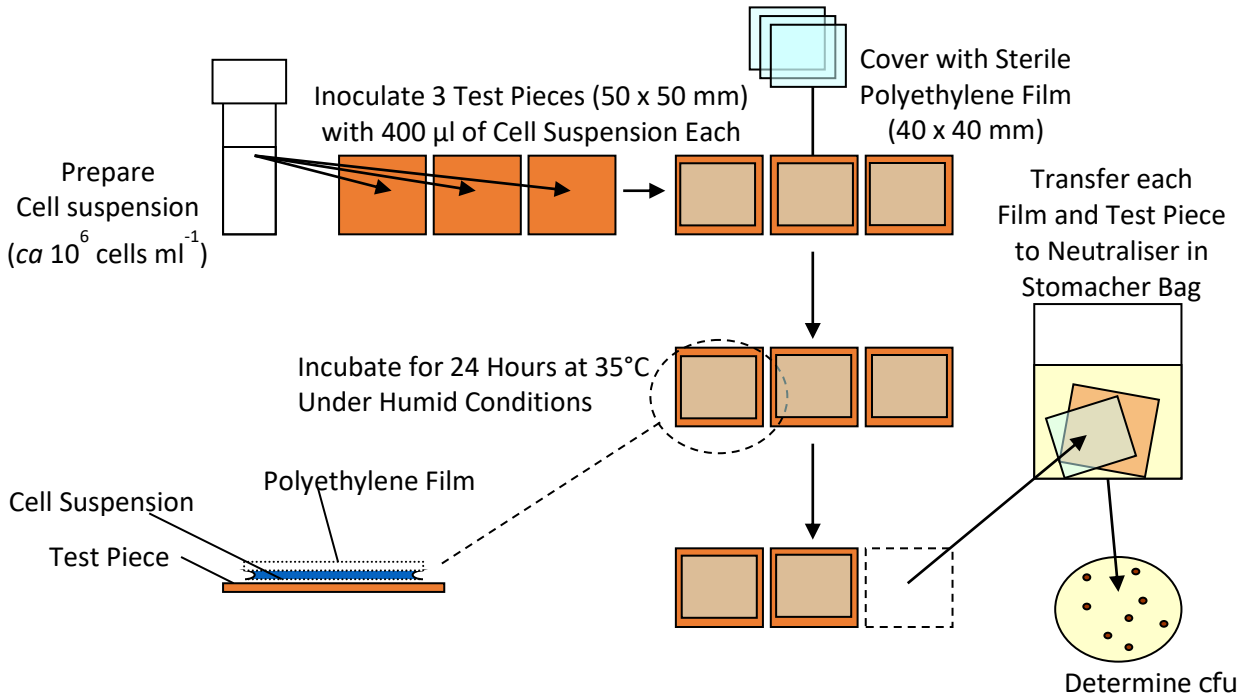 Prepare
Cell suspension
(ca 10⁶ cells ml⁻¹)
Inoculate 3 Test Pieces (50 x 50 mm)
with 400 µl of Cell Suspension Each
Cover with Sterile
Polyethylene Film
(40 x 40 mm)
Transfer each
Film and Test Piece
to Neutraliser in
Stomacher Bag
Incubate for 24 Hours at 35°C
Under Humid Conditions
Polyethylene Film
Cell Suspension
Test Piece
Determine cfu